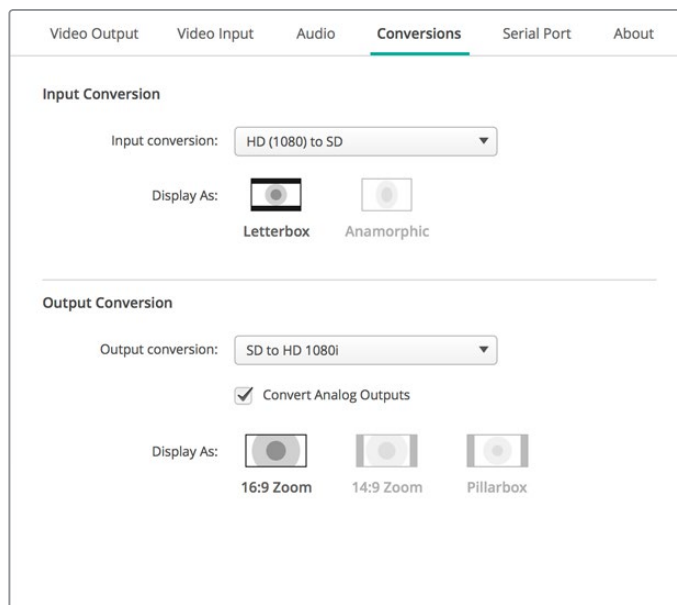 Video Output Video Input Audio Conversions Serial Port About
Input Conversion
Input conversion: HD (1080) to SD
Display As:
Letterbox Anamorphic
Output Conversion
Output conversion: SD to HD 1080i
Convert Analog Outputs
Display As:
16:9 Zoom 14:9 Zoom Pillarbox